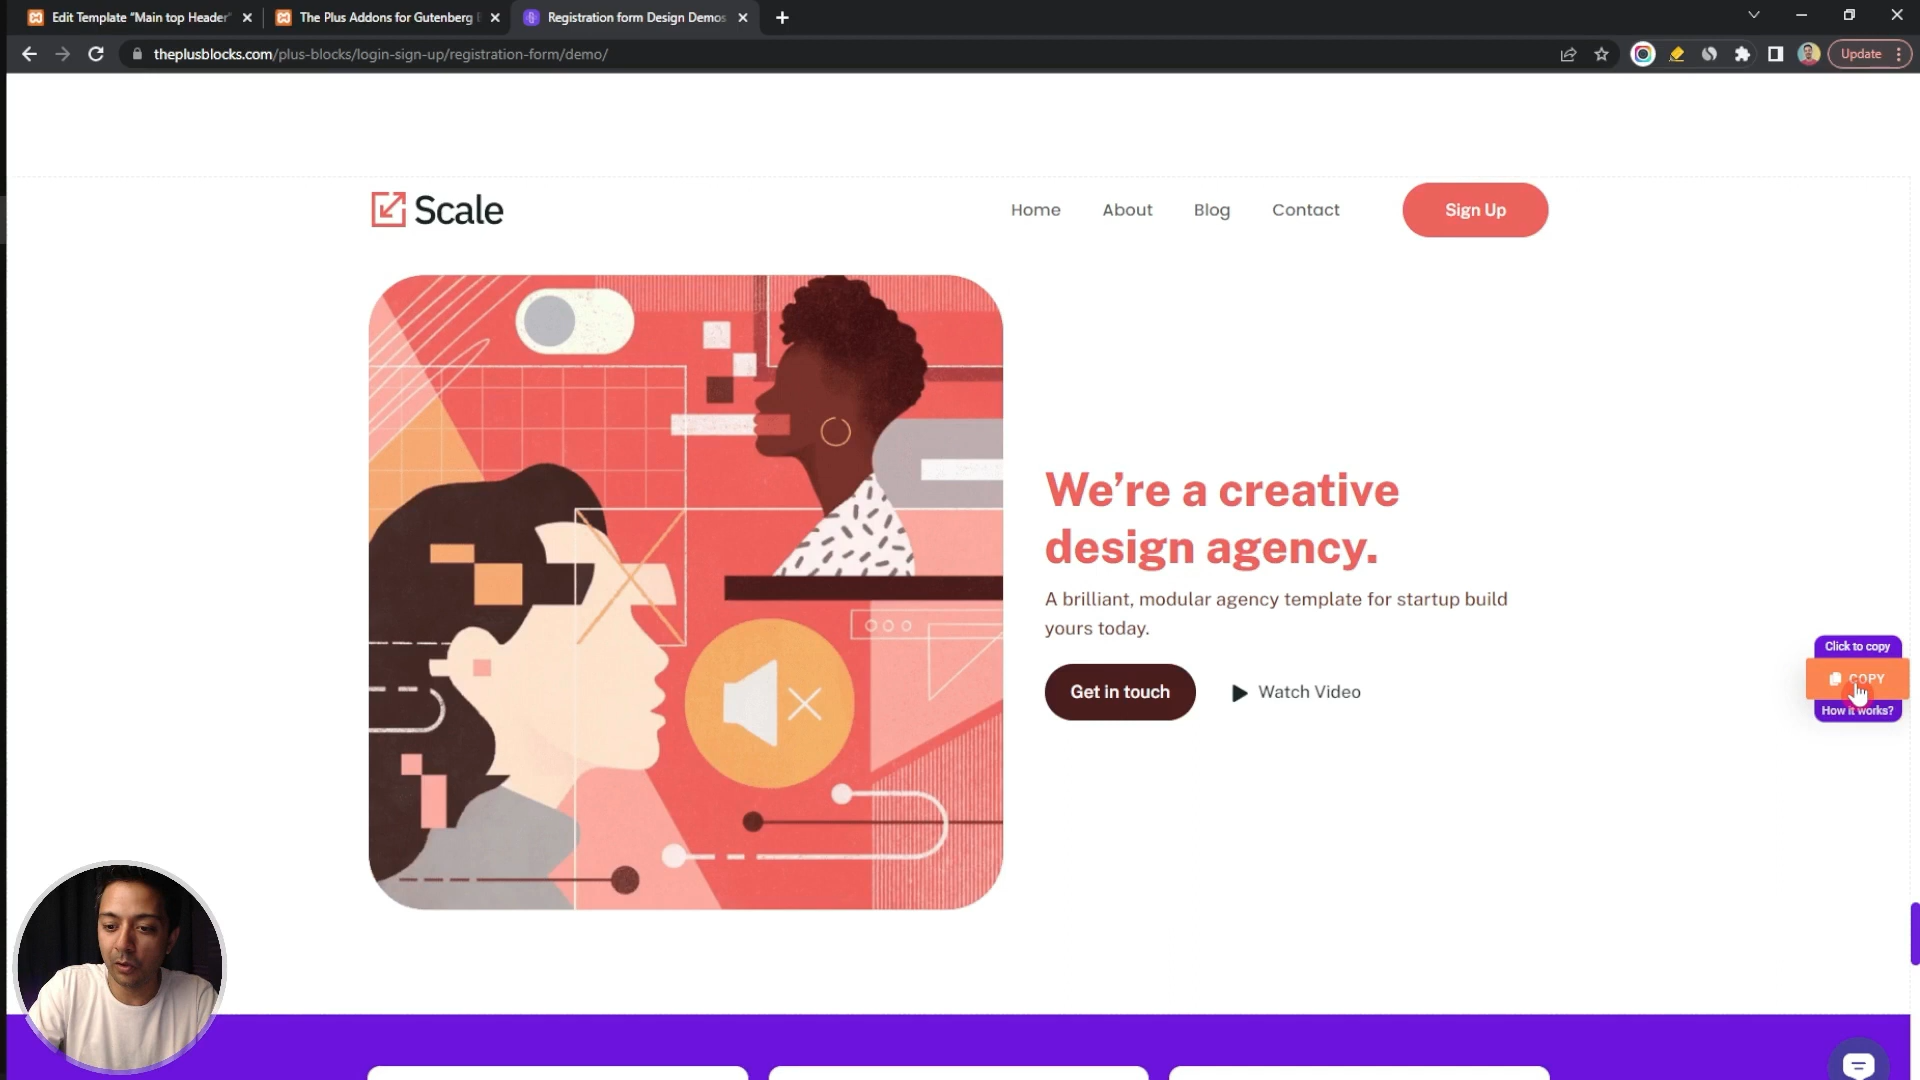 Edit Template "Main top Header"
The Plus Addons for Gutenberg
Registration form Design Demos
theplusblocks.com/plus-blocks/login-sign-up/registration-form/demo/
Update
Scale
Home
About
Blog
Contact
Sign Up
We're a creative
design agency.
A brilliant, modular agency template for startup build
yours today.
Get in touch
Watch Video
Click to copy
COPY
How it works?